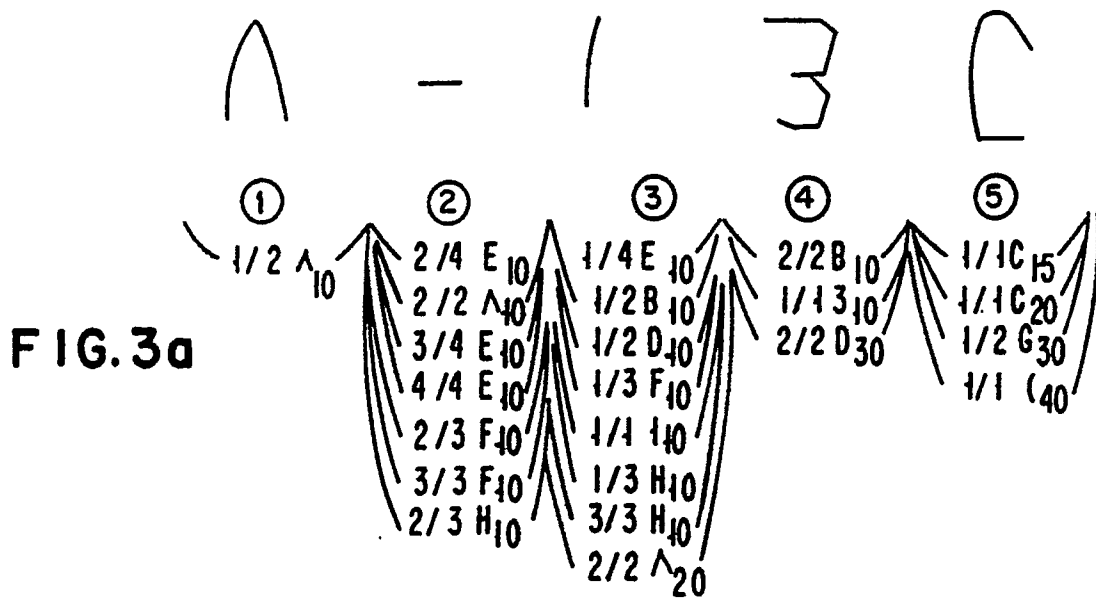 Λ - 1 3 C
① ② ③ ④ ⑤
1/2 Λ10 2/4 E10 1/4 E10 2/2 B10 1/1 C15
2/2 Λ10 1/2 B10 1/1 3 10 1/1 C20
FIG. 3a 3/4 E10 1/2 D10 2/2 D30 1/2 G30
4/4 E10 1/3 F10 1/1 (40
2/3 F10 1/1 1 10
3/3 F10 1/3 H10
2/3 H10 3/3 H10
2/2 Λ20